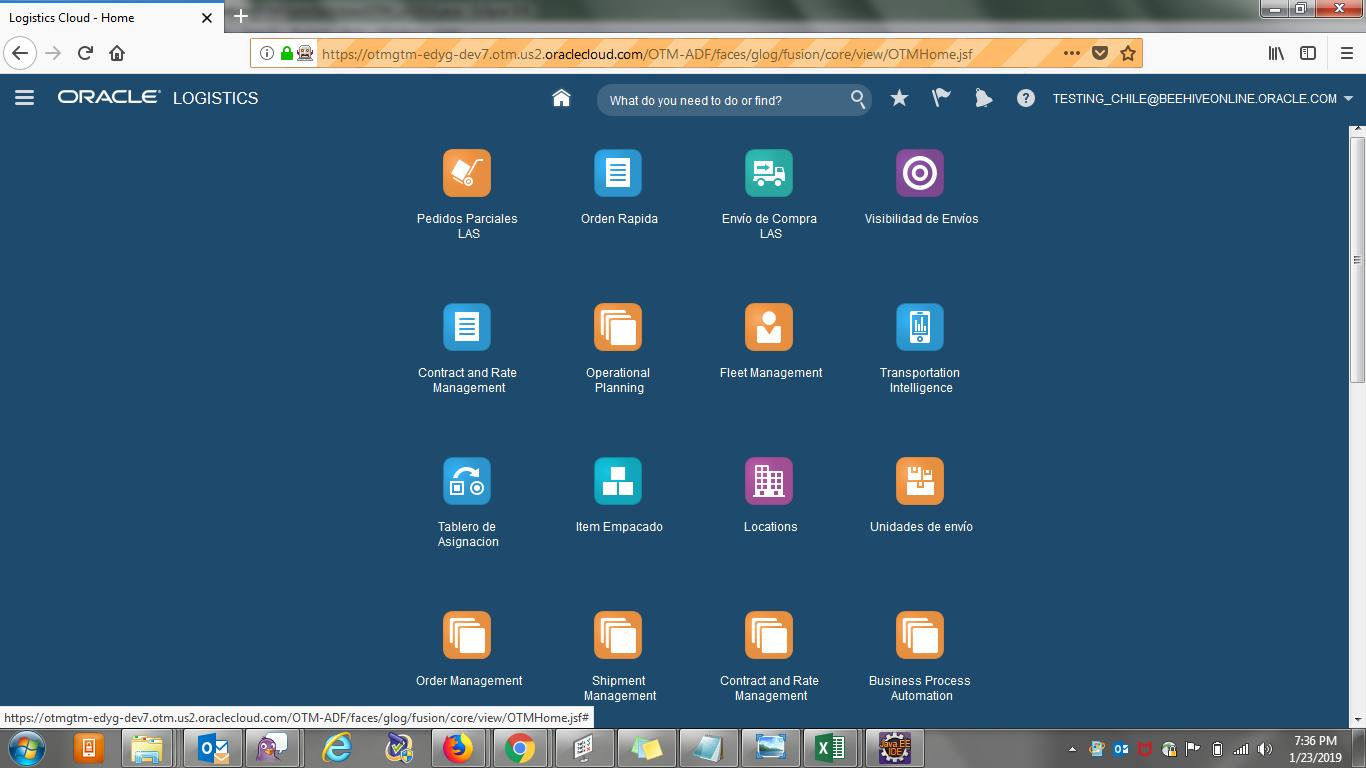 Logistics Cloud - Home
https://otmgtm-edyg-dev7.otm.us2.oraclecloud.com/OTM-ADF/faces/glog/fusion/core/view/OTMHome.jsf
ORACLE LOGISTICS
What do you need to do or find?
TESTING_CHILE@BEEHIVEONLINE.ORACLE.COM
Pedidos Parciales
LAS
Orden Rapida
Envío de Compra
LAS
Visibilidad de Envíos
Contract and Rate
Management
Operational
Planning
Fleet Management
Transportation
Intelligence
Tablero de
Asignacion
Item Empacado
Locations
Unidades de envío
Order Management
Shipment
Management
Contract and Rate
Management
Business Process
Automation
https://otmgtm-edyg-dev7.otm.us2.oraclecloud.com/OTM-ADF/faces/glog/fusion/core/view/OTMHome.jsf#
Java EE
IDE
7:36 PM
1/23/2019